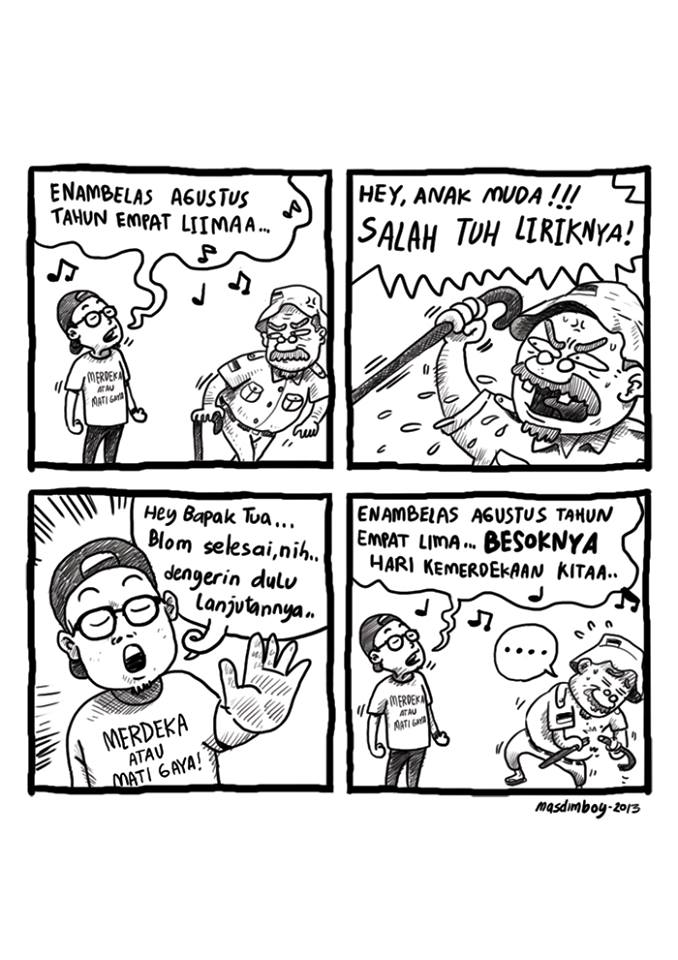 ENAMBELAS AGUSTUS
TAHUN EMPAT LIIMAA...
MERDEKA
ATAU
MATI GAYA
HEY, ANAK MUDA!!!
SALAH TUH LIRIKNYA!
Hey Bapak Tua...
Blom selesai,nih..
dengerin dulu
lanjutannya..
MERDEKA
ATAU
MATI GAYA!
ENAMBELAS AGUSTUS TAHUN
EMPAT LIMA... BESOKNYA
HARI KEMERDEKAAN KITAA..
....
MERDEKA
ATAU
MATI GAYA
masdimboy-2013